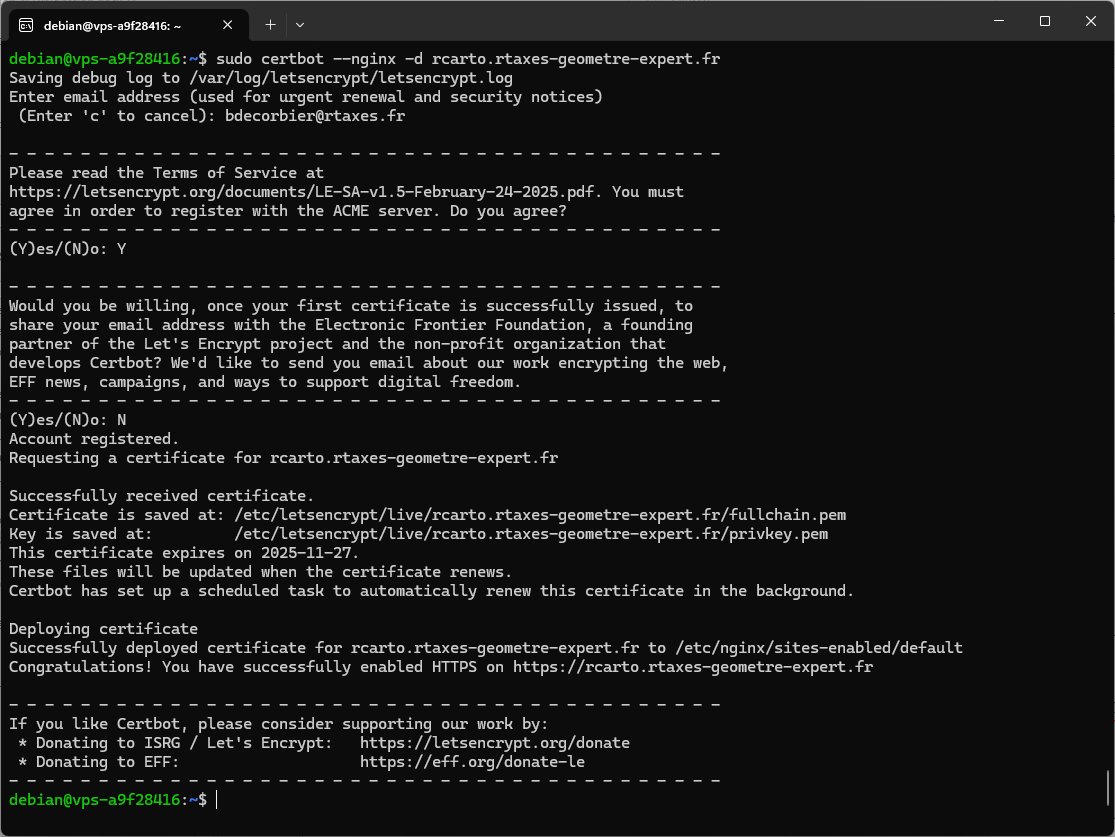 debian@vps-a9f28416: ~
debian@vps-a9f28416:~$ sudo certbot --nginx -d rcarto.rtaxes-geometre-expert.fr
Saving debug log to /var/log/letsencrypt/letsencrypt.log
Enter email address (used for urgent renewal and security notices)
 (Enter 'c' to cancel): bdecorbier@rtaxes.fr
- - - - - - - - - - - - - - - - - - - - - - - - - - - - - - - - - - - - - - - -
Please read the Terms of Service at
https://letsencrypt.org/documents/LE-SA-v1.5-February-24-2025.pdf. You must
agree in order to register with the ACME server. Do you agree?
- - - - - - - - - - - - - - - - - - - - - - - - - - - - - - - - - - - - - - - -
(Y)es/(N)o: Y
- - - - - - - - - - - - - - - - - - - - - - - - - - - - - - - - - - - - - - - -
Would you be willing, once your first certificate is successfully issued, to
share your email address with the Electronic Frontier Foundation, a founding
partner of the Let's Encrypt project and the non-profit organization that
develops Certbot? We'd like to send you email about our work encrypting the web,
EFF news, campaigns, and ways to support digital freedom.
- - - - - - - - - - - - - - - - - - - - - - - - - - - - - - - - - - - - - - - -
(Y)es/(N)o: N
Account registered.
Requesting a certificate for rcarto.rtaxes-geometre-expert.fr
Successfully received certificate.
Certificate is saved at: /etc/letsencrypt/live/rcarto.rtaxes-geometre-expert.fr/fullchain.pem
Key is saved at:         /etc/letsencrypt/live/rcarto.rtaxes-geometre-expert.fr/privkey.pem
This certificate expires on 2025-11-27.
These files will be updated when the certificate renews.
Certbot has set up a scheduled task to automatically renew this certificate in the background.
Deploying certificate
Successfully deployed certificate for rcarto.rtaxes-geometre-expert.fr to /etc/nginx/sites-enabled/default
Congratulations! You have successfully enabled HTTPS on https://rcarto.rtaxes-geometre-expert.fr
- - - - - - - - - - - - - - - - - - - - - - - - - - - - - - - - - - - - - - - -
If you like Certbot, please consider supporting our work by:
 * Donating to ISRG / Let's Encrypt:   https://letsencrypt.org/donate
 * Donating to EFF:                    https://eff.org/donate-le
- - - - - - - - - - - - - - - - - - - - - - - - - - - - - - - - - - - - - - - -
debian@vps-a9f28416:~$